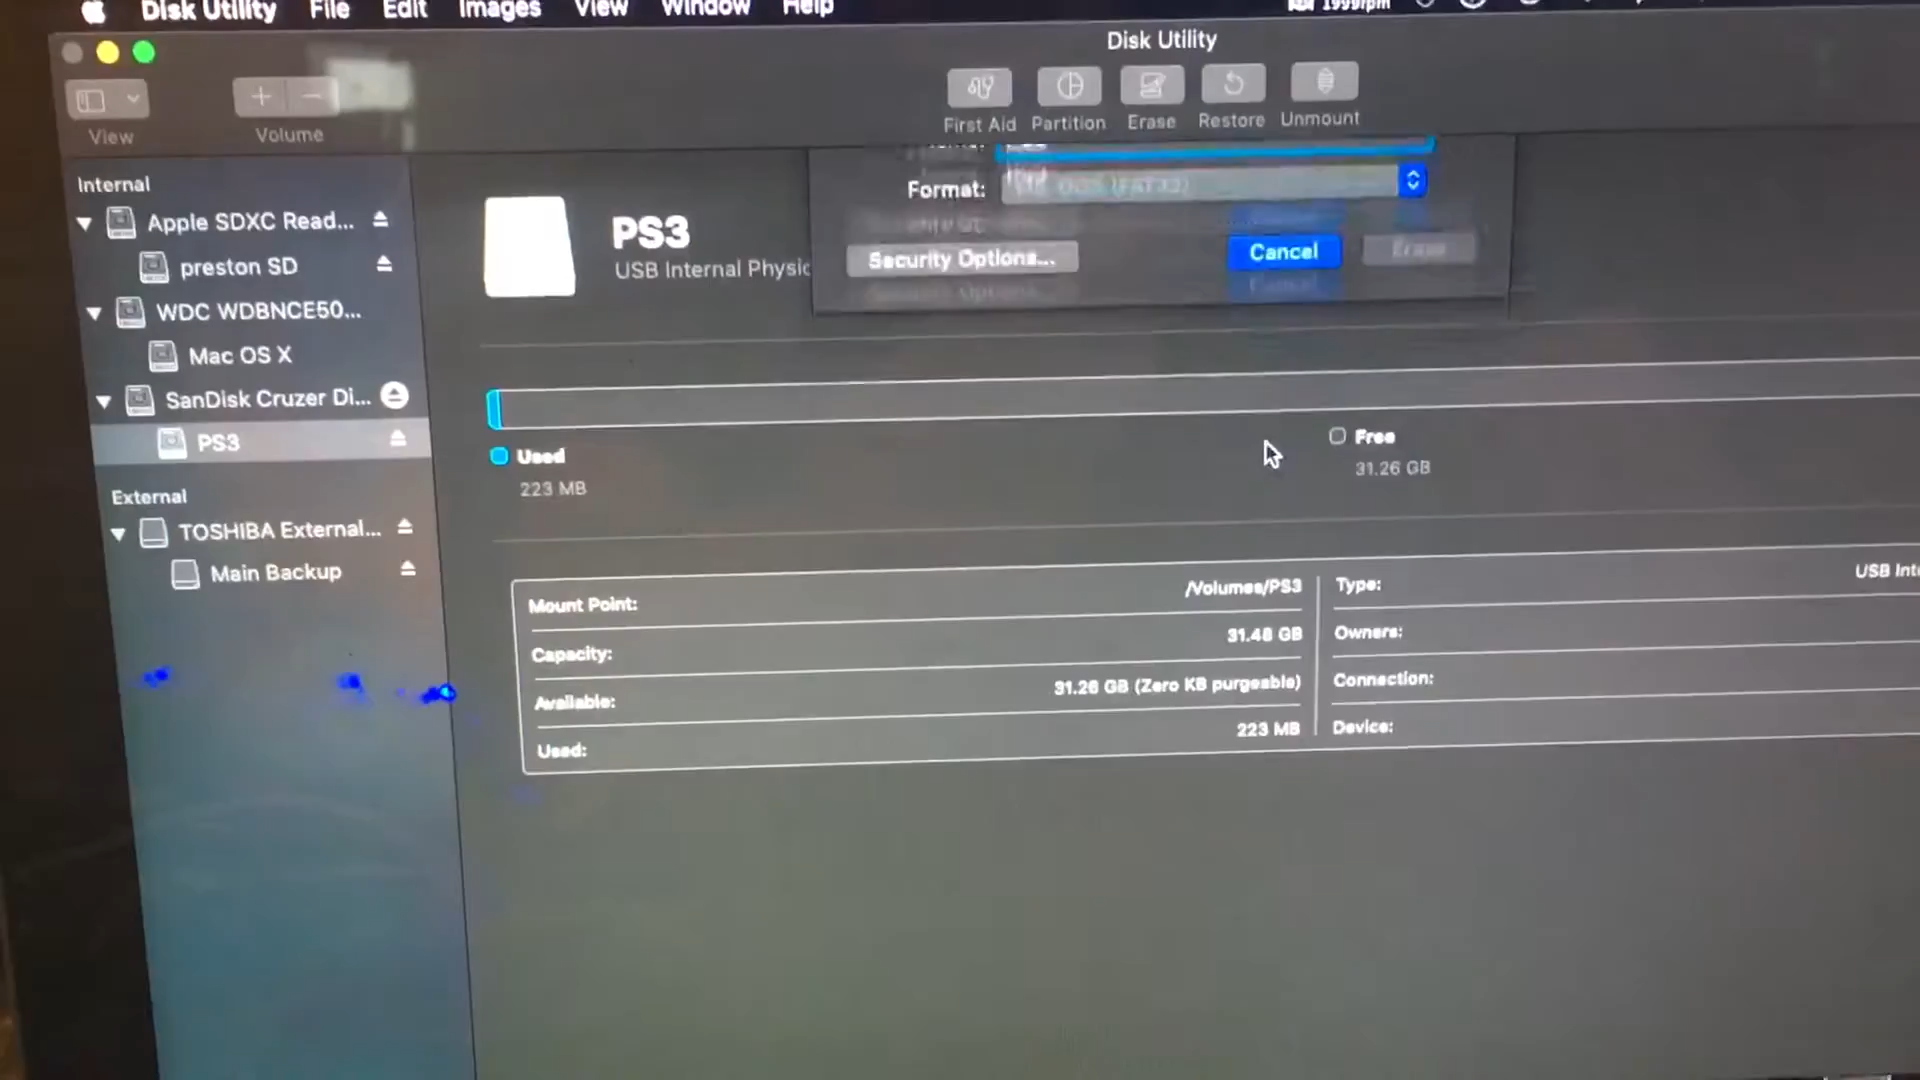 Disk Utility File Edit Images View Window Help 1999rpm
Disk Utility
View
Volume
First Aid Partition Erase Restore Unmount
Internal
Apple SDXC Read...
preston SD
WDC WDBNCE50...
Mac OS X
SanDisk Cruzer Di...
PS3
External
TOSHIBA External...
Main Backup
PS3
USB Internal Physic
Format:
Security Options...
Cancel
Erase
Used
223 MB
Free
31.26 GB
Mount Point: /Volumes/PS3
Capacity: 31.48 GB
Available: 31.26 GB (Zero KB purgeable)
Used: 223 MB
Type: USB Inte
Owners:
Connection:
Device: